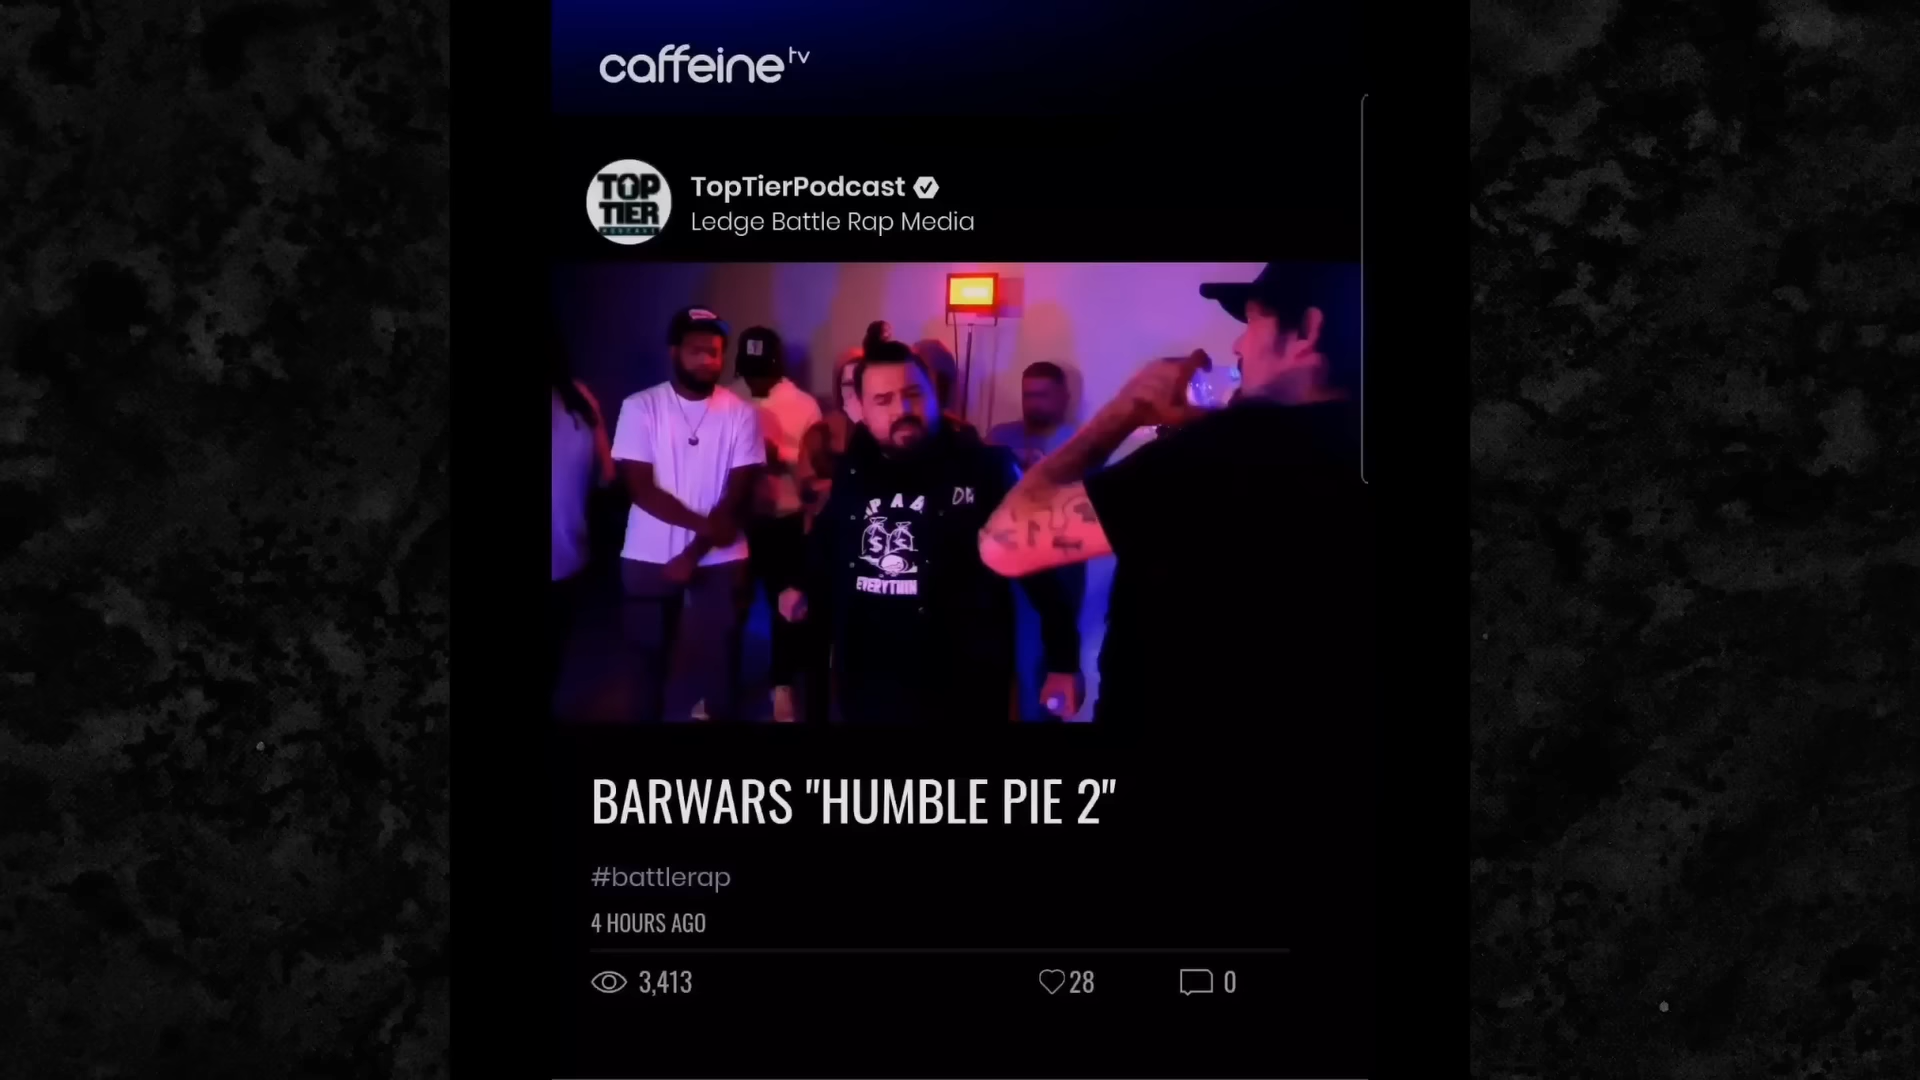 caffeine tv
TOP
TIER
TopTierPodcast
Ledge Battle Rap Media
EVERYTHIN
BARWARS "HUMBLE PIE 2"
#battlerap
4 HOURS AGO
3,413
28
0